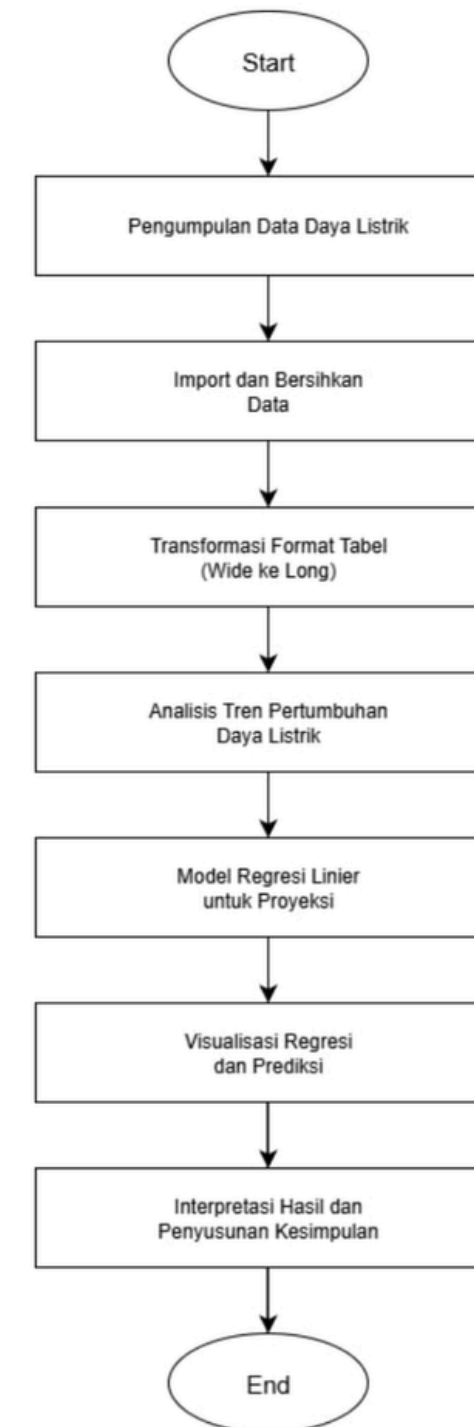 Start
Pengumpulan Data Daya Listrik
Import dan Bersihkan
Data
Transformasi Format Tabel
(Wide ke Long)
Analisis Tren Pertumbuhan
Daya Listrik
Model Regresi Linier
untuk Proyeksi
Visualisasi Regresi
dan Prediksi
Interpretasi Hasil dan
Penyusunan Kesimpulan
End